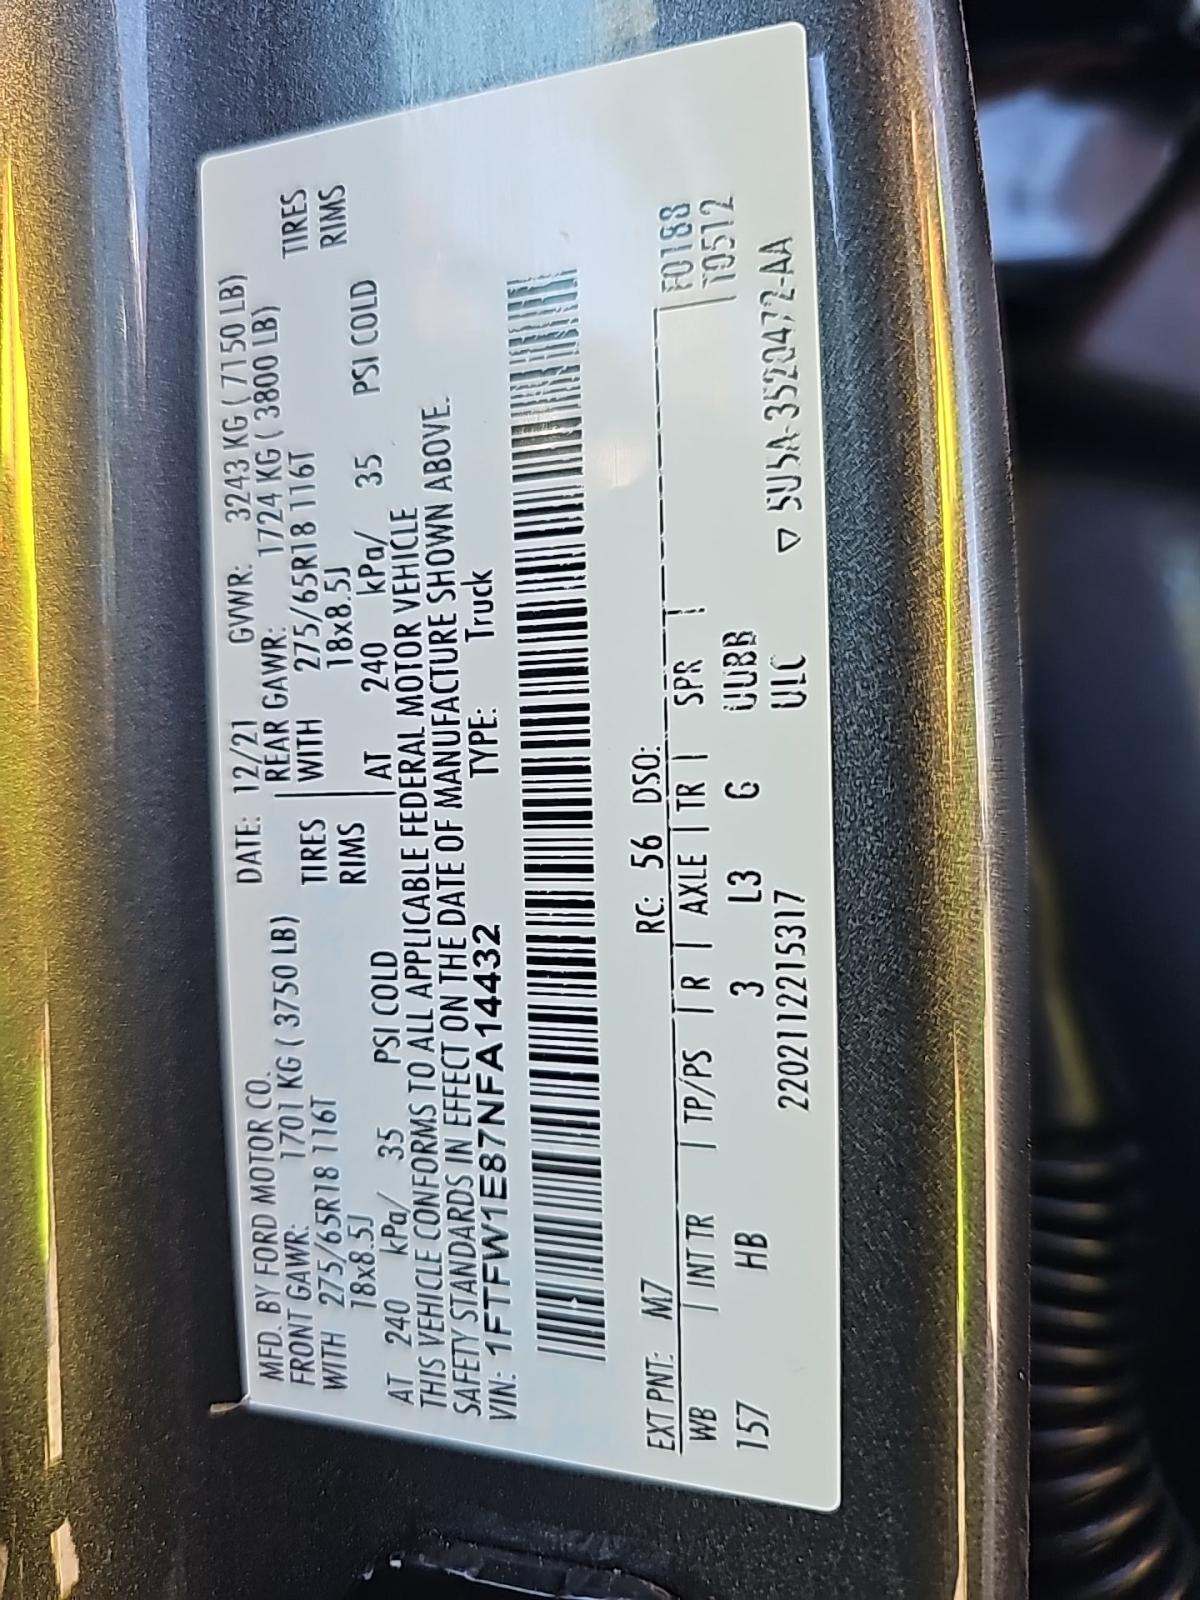 MFD. BY FORD MOTOR CO. DATE: 12/21 GVWR: 3243 KG ( 7150 LB)
FRONT GAWR: 1701 KG ( 3750 LB) REAR GAWR: 1724 KG ( 3800 LB)
WITH 275/65R18 116T TIRES WITH 275/65R18 116T TIRES
18x8.5J RIMS 18x8.5J RIMS
AT 240 kPa/ 35 PSI COLD AT 240 kPa/ 35 PSI COLD
THIS VEHICLE CONFORMS TO ALL APPLICABLE FEDERAL MOTOR VEHICLE
SAFETY STANDARDS IN EFFECT ON THE DATE OF MANUFACTURE SHOWN ABOVE.
VIN: 1FTFW1E87NFA14432 TYPE: Truck
EXT PNT: M7 RC: 56 DSO:
WB | INT TR | TP/PS | R | AXLE | TR | SPR | F0188
157 HB 3 L3 G UUBB T0512
220211221 5317 ULC
▽ 5U5A-3520472-AA